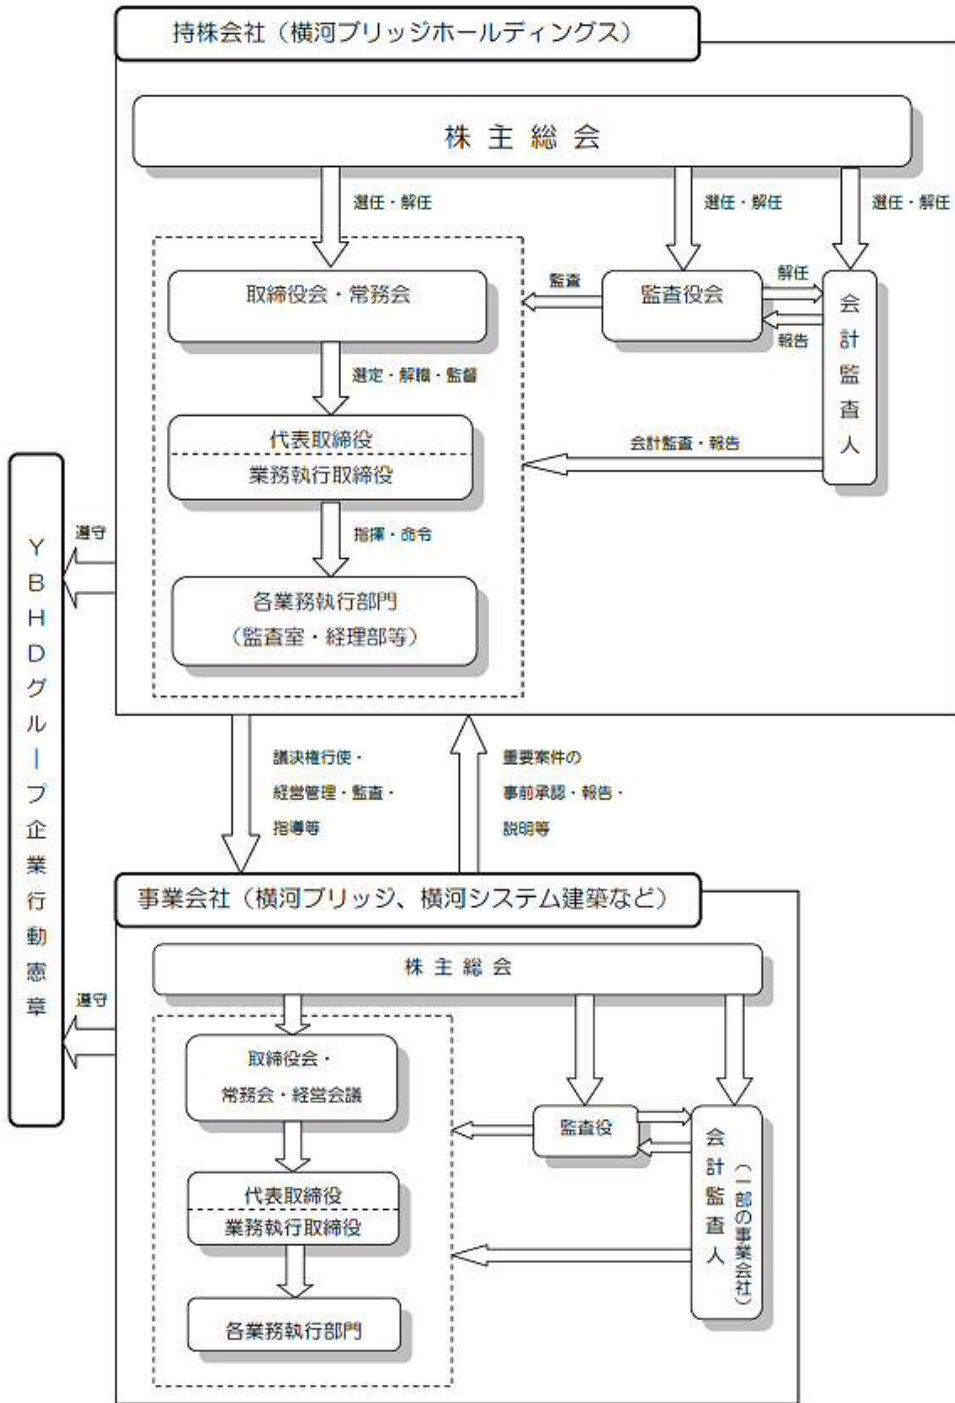 持株会社（横河ブリッジホールディングス）
株主総会
選任・解任
選任・解任
選任・解任
取締役会・常務会
監査
監査役会
解任
報告
会計監査人
選定・解職・監督
代表取締役
業務執行取締役
会計監査・報告
指揮・命令
各業務執行部門
（監査室・経理部等）
遵守
YBHDグループ企業行動憲章
議決権行使・
経営管理・監査・
指導等
重要案件の
事前承認・報告・
説明等
事業会社（横河ブリッジ、横河システム建築など）
株主総会
遵守
取締役会・
常務会・経営会議
監査役
会計監査人
（一部の事業会社）
代表取締役
業務執行取締役
各業務執行部門